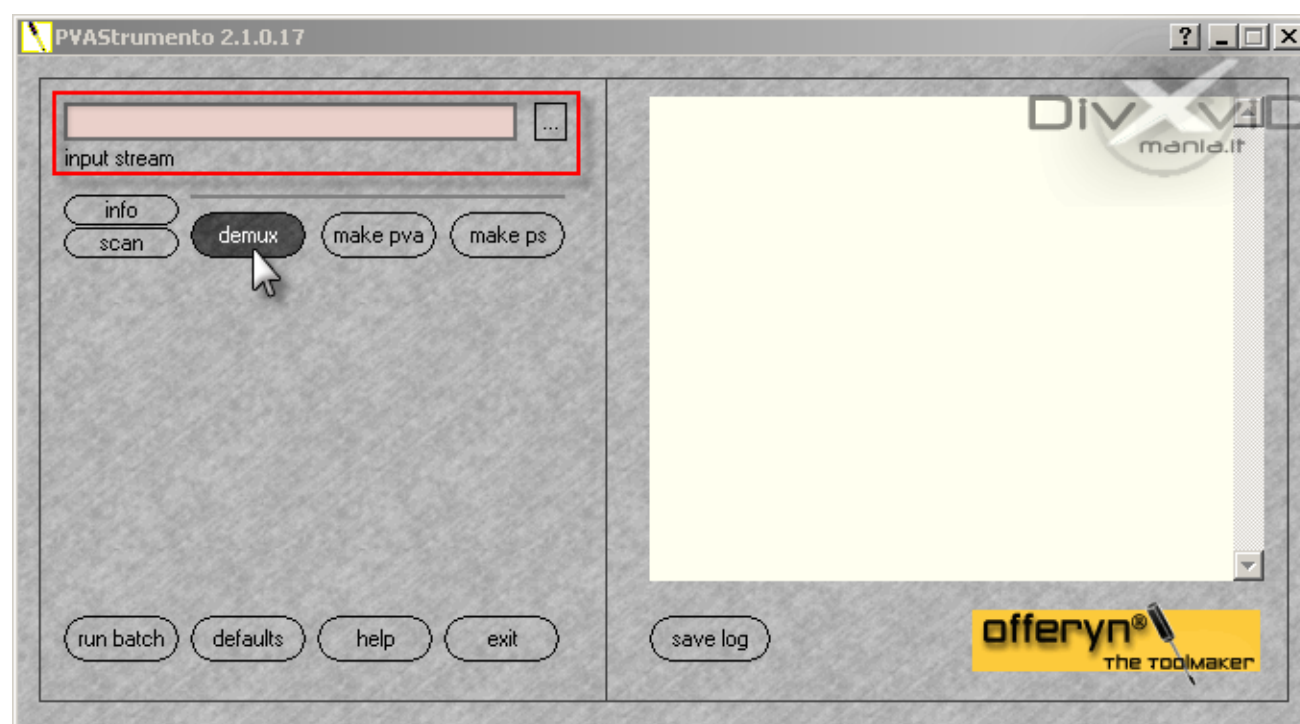 PVAStrumento 2.1.0.17
...
input stream
info
scan
demux
make pva
make ps
run batch
defaults
help
exit
save log
DivXviD
mania.it
offeryn®
The Toolmaker